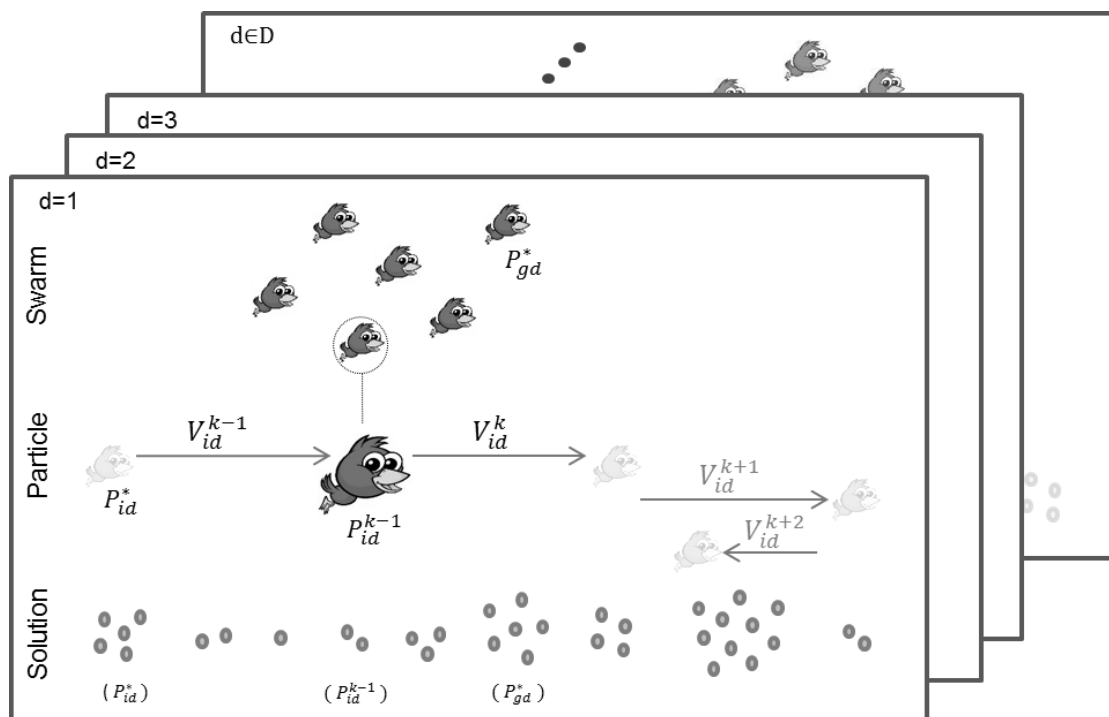 d∈D
d=3
d=2
d=1
Swarm
P*gd
Particle
V^{k-1}_{id}
V^{k}_{id}
V^{k+1}_{id}
V^{k+2}_{id}
P^{*}_{id}
P^{k-1}_{id}
Solution
(P^{*}_{id})
(P^{k-1}_{id})
(P^{*}_{gd})